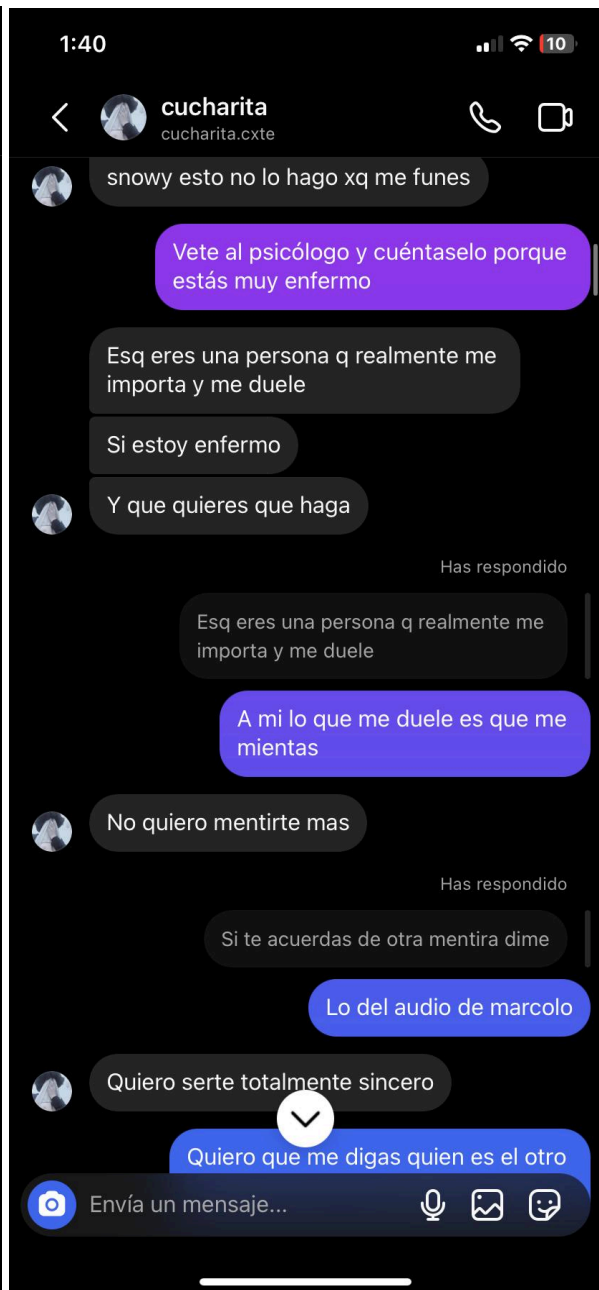 1:40
10
cucharita
cucharita.cxte
snowy esto no lo hago xq me funes
Vete al psicólogo y cuéntaselo porque
estás muy enfermo
Esq eres una persona q realmente me
importa y me duele
Si estoy enfermo
Y que quieres que haga
Has respondido
Esq eres una persona q realmente me
importa y me duele
A mi lo que me duele es que me
mientas
No quiero mentirte mas
Has respondido
Si te acuerdas de otra mentira dime
Lo del audio de marcolo
Quiero serte totalmente sincero
Quiero que me digas quien es el otro
Envía un mensaje...